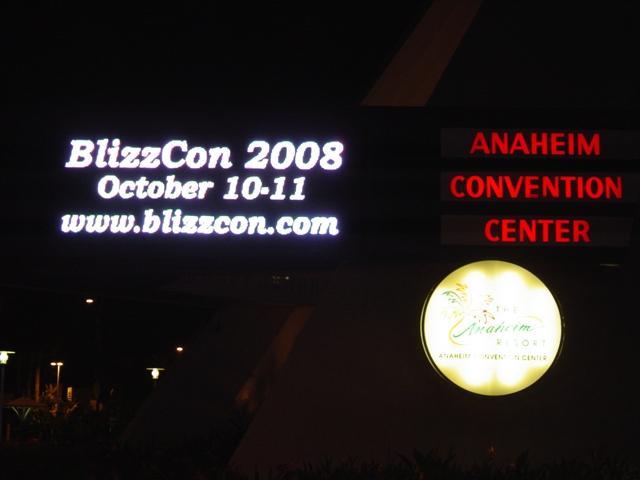 BlizzCon 2008
October 10-11
www.blizzcon.com
ANAHEIM
CONVENTION
CENTER
THE
Anaheim
RESORT
ANAHEIM CONVENTION CENTER